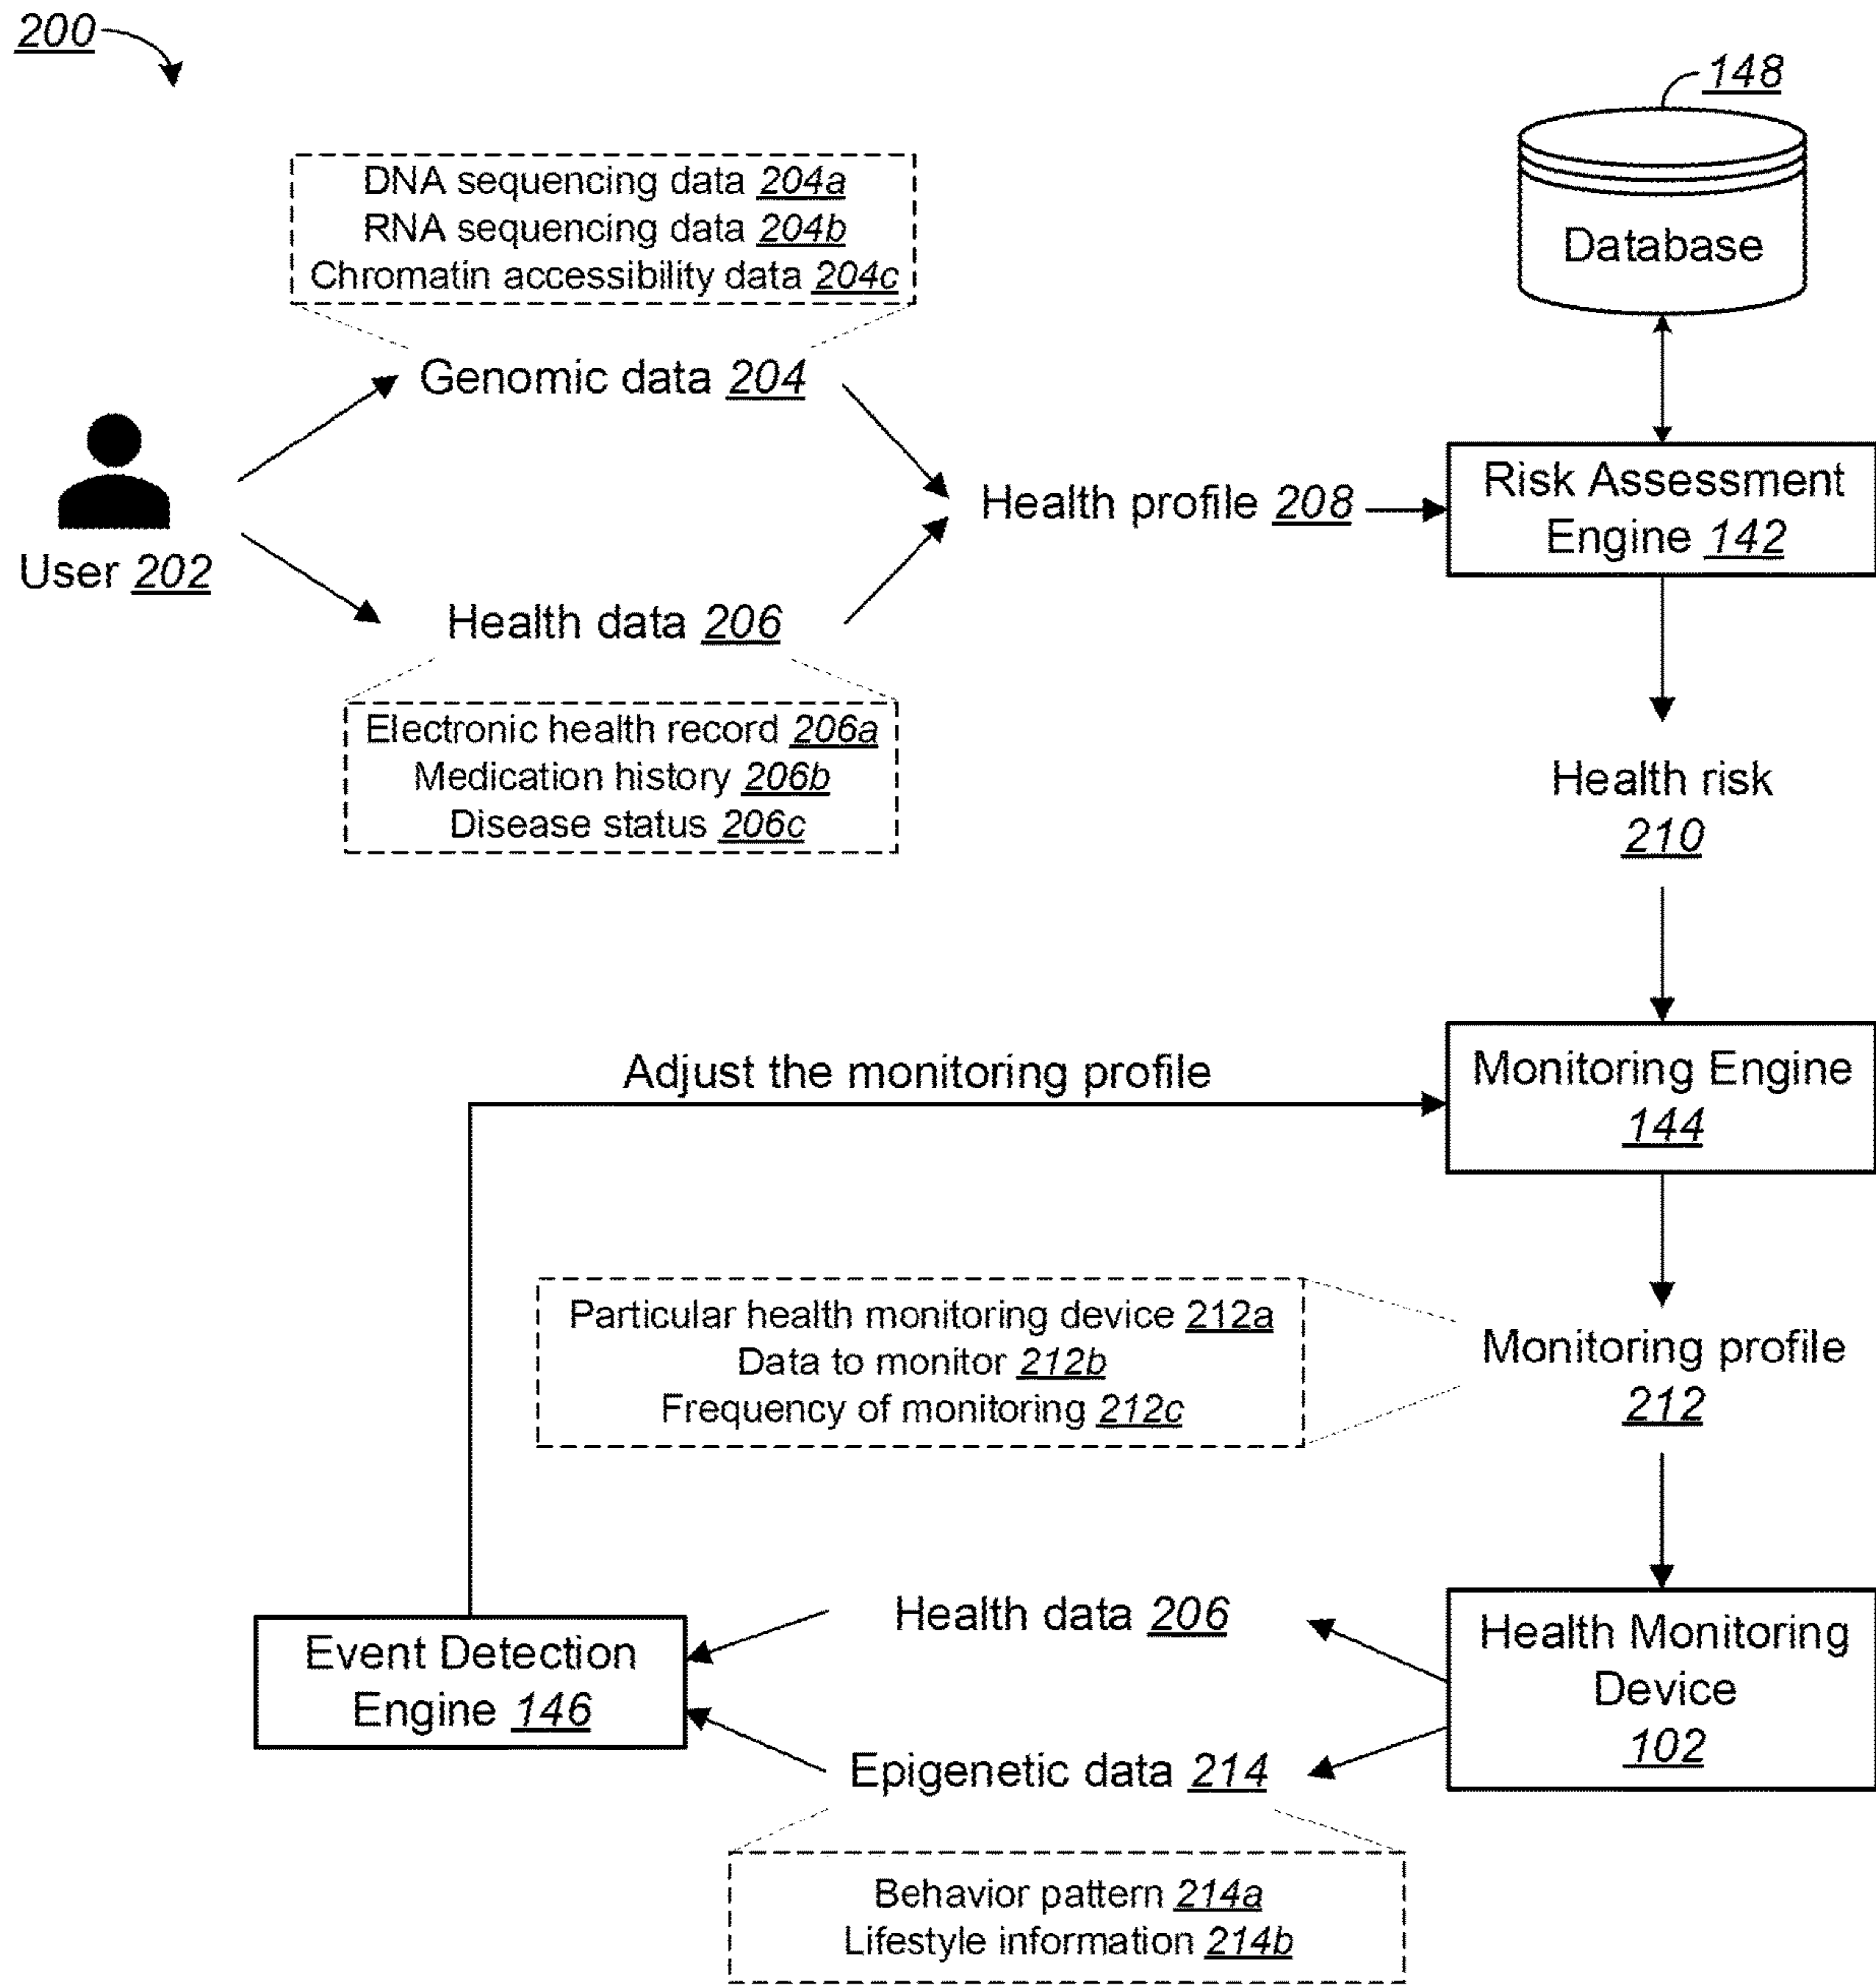 200
148
DNA sequencing data 204a
RNA sequencing data 204b
Chromatin accessibility data 204c
Database
Genomic data 204
User 202
Health profile 208
Risk Assessment
Engine 142
Health data 206
Electronic health record 206a
Medication history 206b
Disease status 206c
Health risk
210
Adjust the monitoring profile
Monitoring Engine
144
Particular health monitoring device 212a
Data to monitor 212b
Frequency of monitoring 212c
Monitoring profile
212
Health data 206
Health Monitoring
Device
102
Event Detection
Engine 146
Epigenetic data 214
Behavior pattern 214a
Lifestyle information 214b